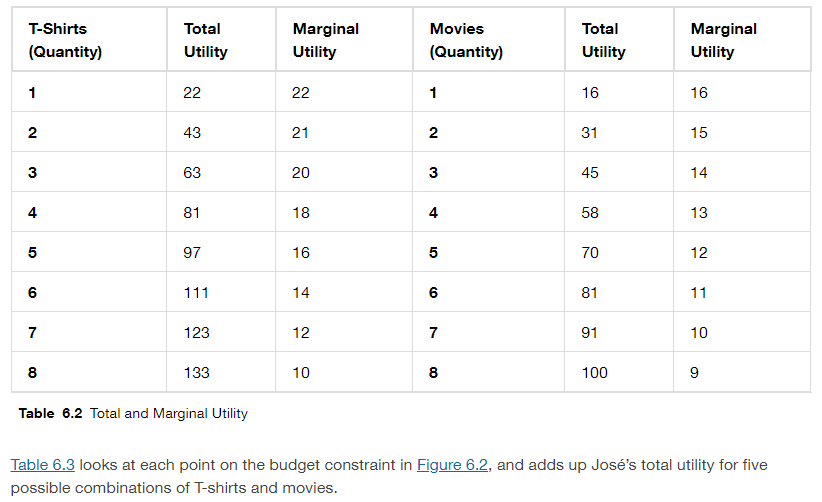 T-Shirts (Quantity) Total Utility Marginal Utility Movies (Quantity) Total Utility Marginal Utility
1 22 22 1 16 16
2 43 21 2 31 15
3 63 20 3 45 14
4 81 18 4 58 13
5 97 16 5 70 12
6 111 14 6 81 11
7 123 12 7 91 10
8 133 10 8 100 9
Table 6.2 Total and Marginal Utility
Table 6.3 looks at each point on the budget constraint in Figure 6.2, and adds up José’s total utility for five
possible combinations of T-shirts and movies.